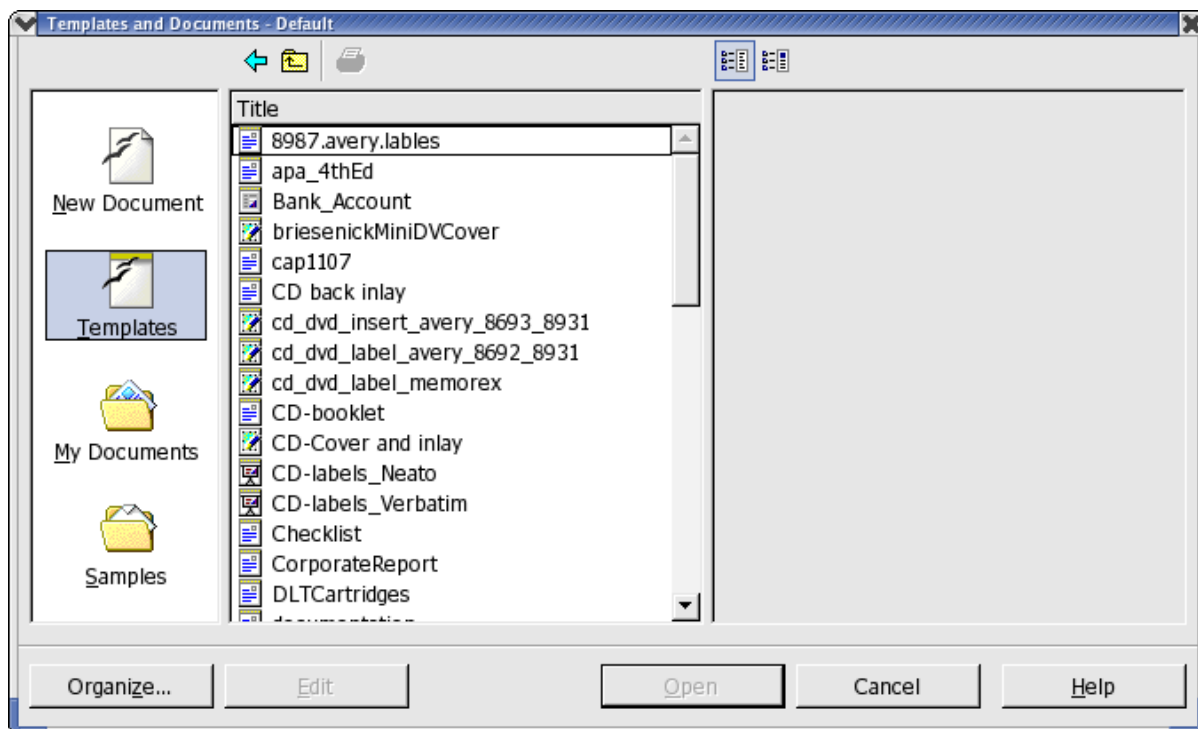 Templates and Documents - Default
New Document
Templates
My Documents
Samples
Title
8987.avery.lables
apa_4thEd
Bank_Account
briesenickMiniDVCover
cap1107
CD back inlay
cd_dvd_insert_avery_8693_8931
cd_dvd_label_avery_8692_8931
cd_dvd_label_memorex
CD-booklet
CD-Cover and inlay
CD-labels_Neato
CD-labels_Verbatim
Checklist
CorporateReport
DLTCartridges
Organize...
Edit
Open
Cancel
Help